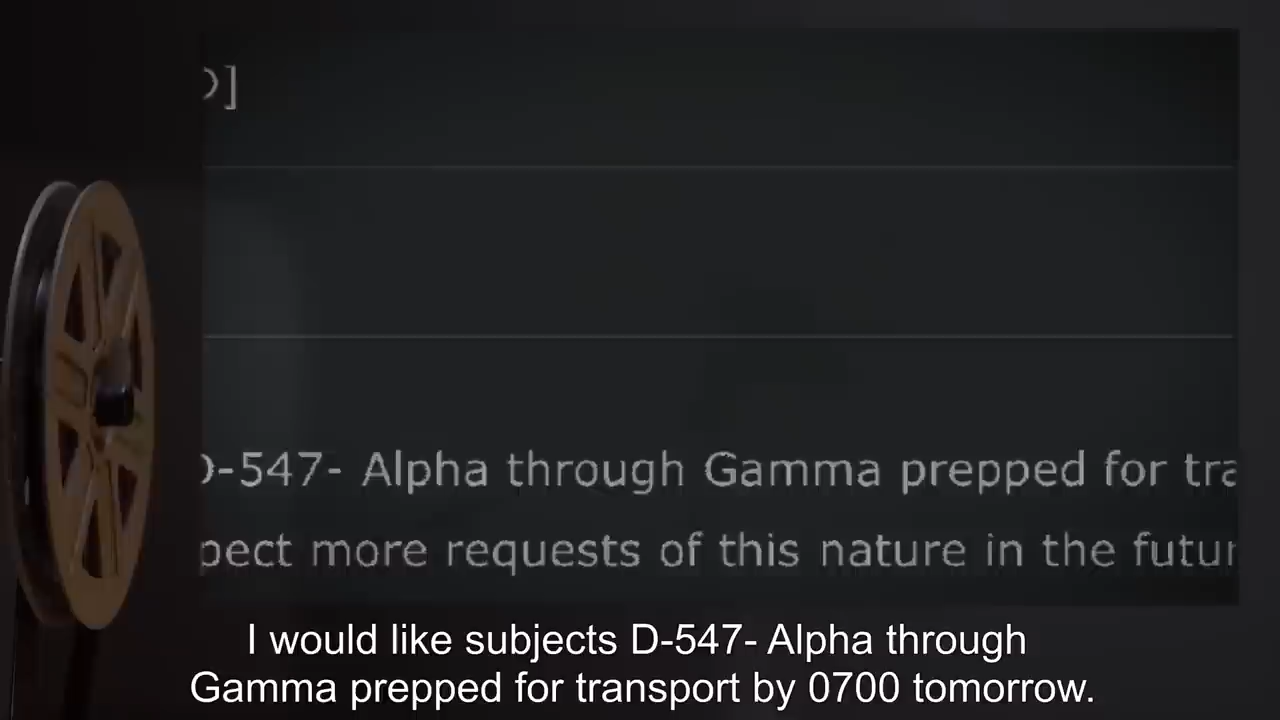 D]
D-547- Alpha through Gamma prepped for tra
pect more requests of this nature in the futur
I would like subjects D-547- Alpha through
Gamma prepped for transport by 0700 tomorrow.